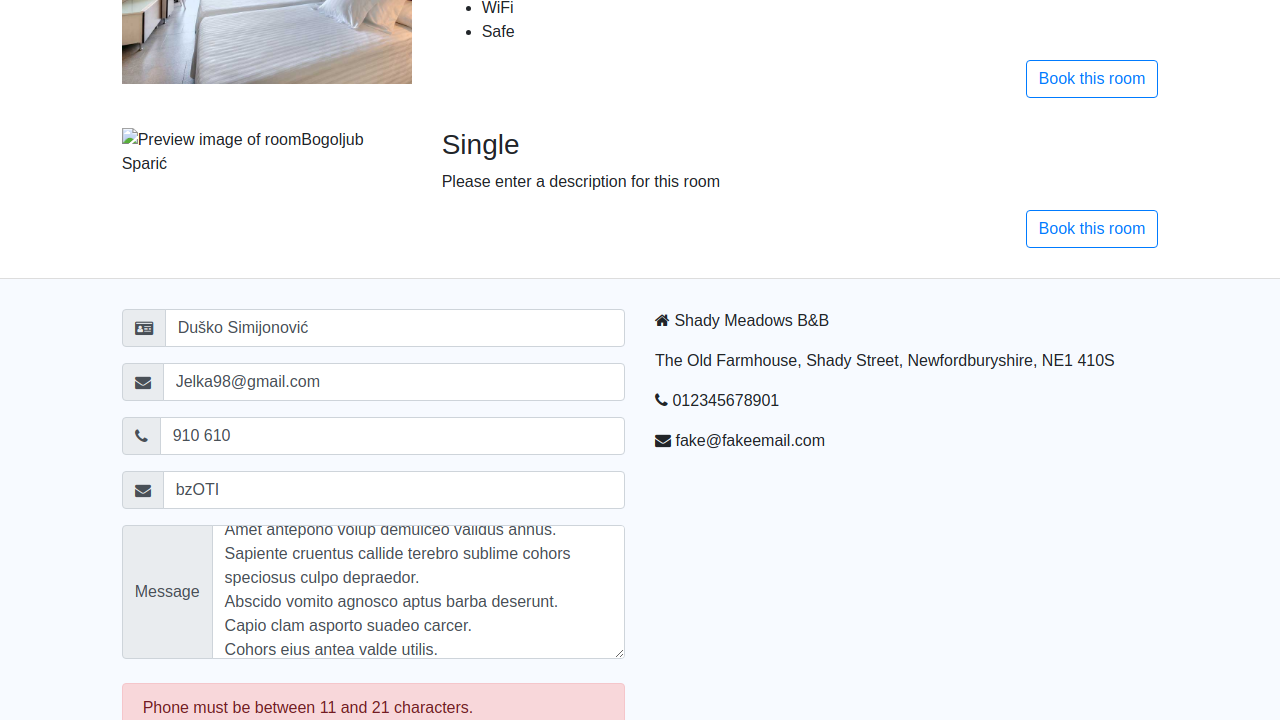 WiFi
Safe
Book this room
Preview image of roomBogoljub
Sparić
Single
Please enter a description for this room
Book this room
Duško Simijonović
Jelka98@gmail.com
910 610
bzOTI
Message
Amet antepono volup demulceo validus annus.
Sapiente cruentus callide terebro sublime cohors
speciosus culpo depraedor.
Abscido vomito agnosco aptus barba deserunt.
Capio clam asporto suadeo carcer.
Cohors eius antea valde utilis.
Phone must be between 11 and 21 characters.
Shady Meadows B&B
The Old Farmhouse, Shady Street, Newfordburyshire, NE1 410S
012345678901
fake@fakeemail.com